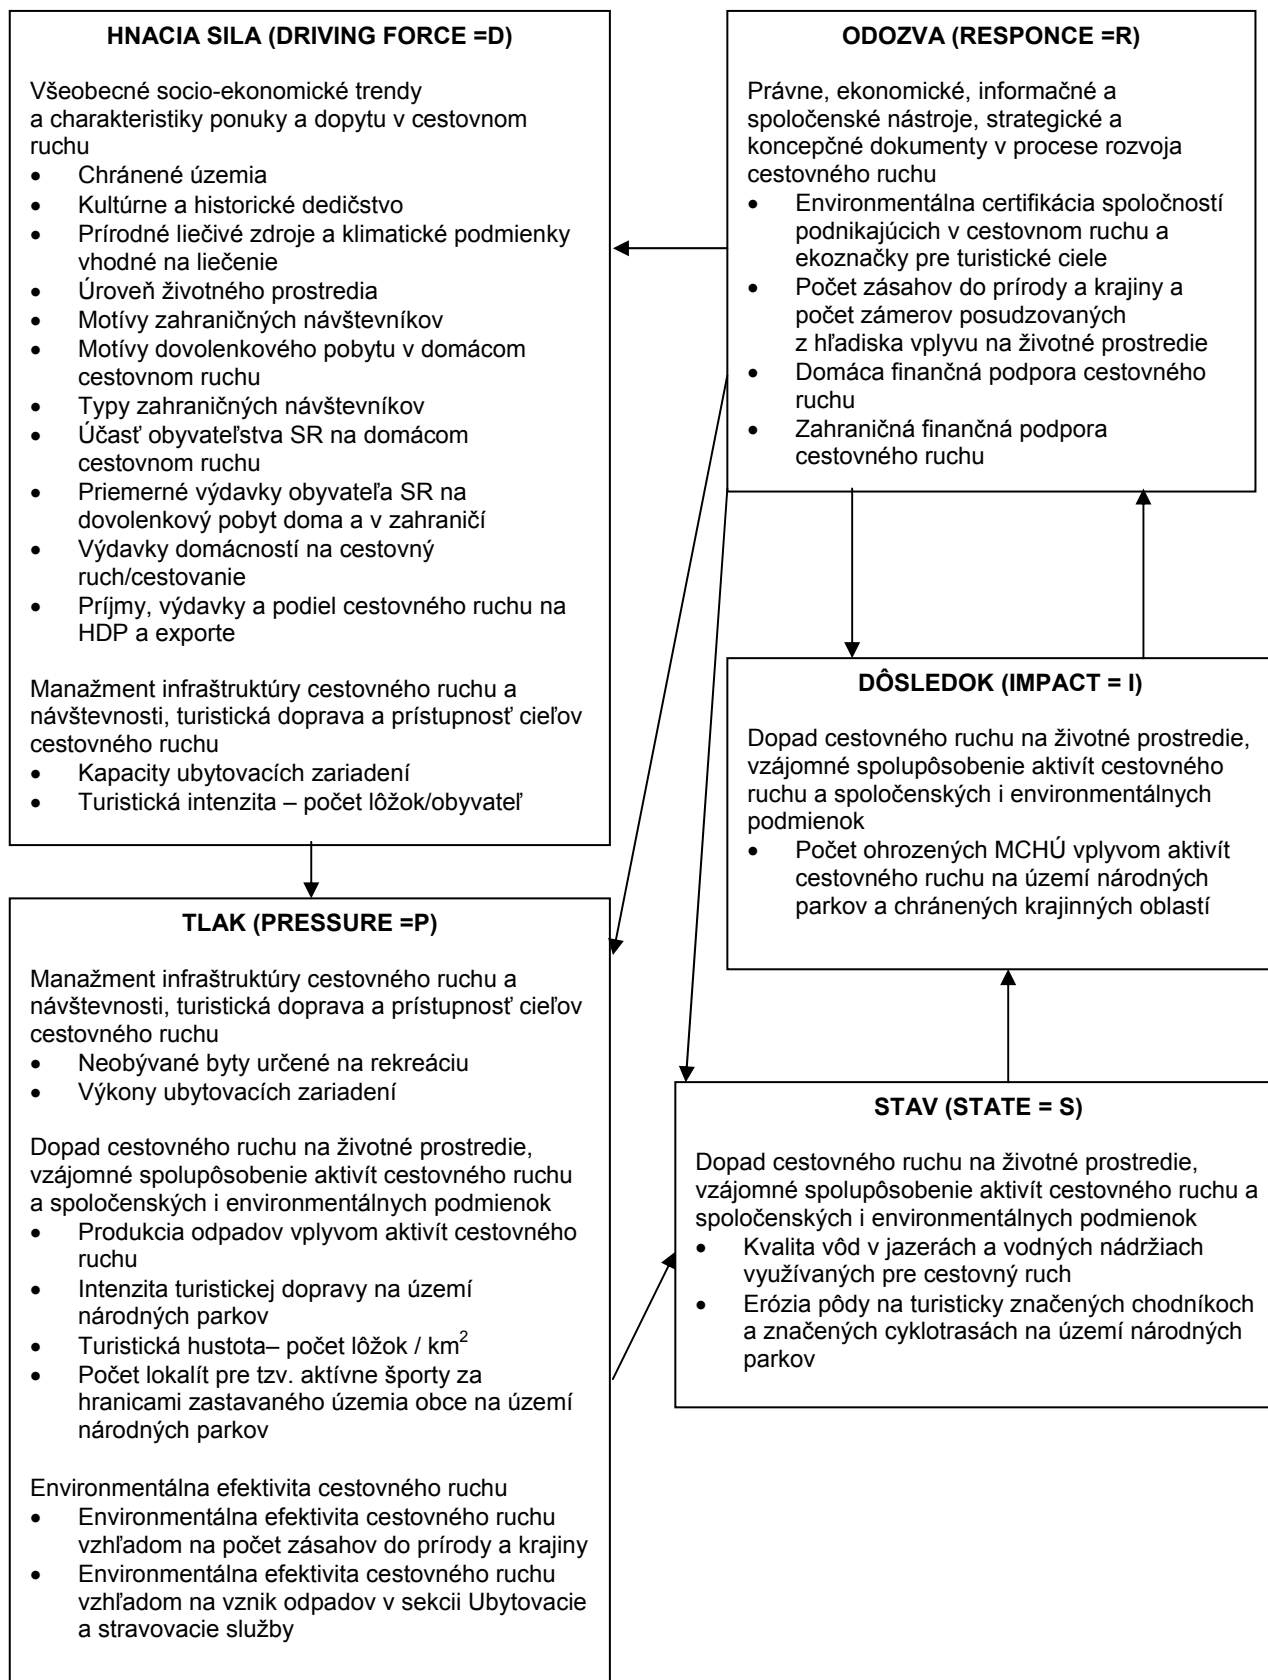 HNACIA SILA (DRIVING FORCE =D)
Všeobecné socio-ekonomické trendy
a charakteristiky ponuky a dopytu v cestovnom
ruchu
• Chránené územia
• Kultúrne a historické dedičstvo
• Prírodné liečivé zdroje a klimatické podmienky
vhodné na liečenie
• Úroveň životného prostredia
• Motívy zahraničných návštevníkov
• Motívy dovolenkového pobytu v domácom
cestovnom ruchu
• Typy zahraničných návštevníkov
• Účasť obyvateľstva SR na domácom
cestovnom ruchu
• Priemerné výdavky obyvateľa SR na
dovolenkový pobyt doma a v zahraničí
• Výdavky domácností na cestovný
ruch/cestovanie
• Príjmy, výdavky a podiel cestovného ruchu na
HDP a exporte
Manažment infraštruktúry cestovného ruchu a
návštevnosti, turistická doprava a prístupnosť cieľov
cestovného ruchu
• Kapacity ubytovacích zariadení
• Turistická intenzita – počet lôžok/obyvateľ
TLAK (PRESSURE =P)
Manažment infraštruktúry cestovného ruchu a
návštevnosti, turistická doprava a prístupnosť cieľov
cestovného ruchu
• Neobývané byty určené na rekreáciu
• Výkony ubytovacích zariadení
Dopad cestovného ruchu na životné prostredie,
vzájomné spolupôsobenie aktivít cestovného ruchu
a spoločenských i environmentálnych podmienok
• Produkcia odpadov vplyvom aktivít cestovného
ruchu
• Intenzita turistickej dopravy na území
národných parkov
• Turistická hustota– počet lôžok / km²
• Počet lokalít pre tzv. aktívne športy za
hranicami zastavaného územia obce na území
národných parkov
Environmentálna efektivita cestovného ruchu
• Environmentálna efektivita cestovného ruchu
vzhľadom na počet zásahov do prírody a krajiny
• Environmentálna efektivita cestovného ruchu
vzhľadom na vznik odpadov v sekcii Ubytovacie
a stravovacie služby
ODOZVA (RESPONCE =R)
Právne, ekonomické, informačné a
spoločenské nástroje, strategické a
koncepčné dokumenty v procese rozvoja
cestovného ruchu
• Environmentálna certifikácia spoločností
podnikajúcich v cestovnom ruchu a
ekoznačky pre turistické ciele
• Počet zásahov do prírody a krajiny a
počet zámerov posudzovaných
z hľadiska vplyvu na životné prostredie
• Domáca finančná podpora cestovného
ruchu
• Zahraničná finančná podpora
cestovného ruchu
DÔSLEDOK (IMPACT = I)
Dopad cestovného ruchu na životné prostredie,
vzájomné spolupôsobenie aktivít cestovného
ruchu a spoločenských i environmentálnych
podmienok
• Počet ohrozených MCHÚ vplyvom aktivít
cestovného ruchu na území národných
parkov a chránených krajinných oblastí
STAV (STATE = S)
Dopad cestovného ruchu na životné prostredie,
vzájomné spolupôsobenie aktivít cestovného ruchu a
spoločenských i environmentálnych podmienok
• Kvalita vôd v jazerách a vodných nádržiach
využívaných pre cestovný ruch
• Erózia pôdy na turisticky značených chodníkoch
a značených cyklotrasách na území národných
parkov